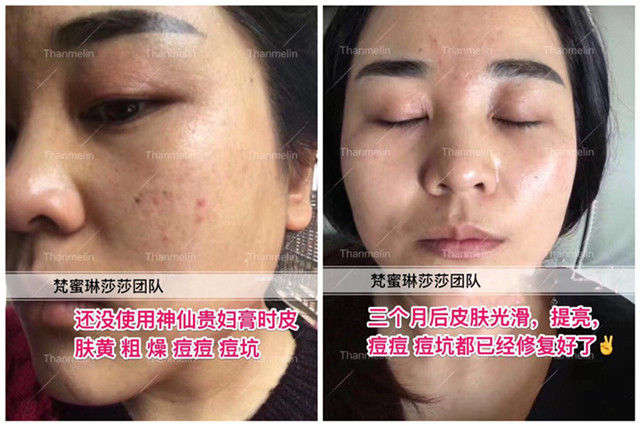 Thanmelin
梵蜜琳莎莎团队
还没使用神仙贵妇膏时皮
肤黄 粗 燥 痘痘 痘坑
Thanmelin
梵蜜琳莎莎团队
三个月后皮肤光滑，提亮，
痘痘 痘坑都已经修复好了✌